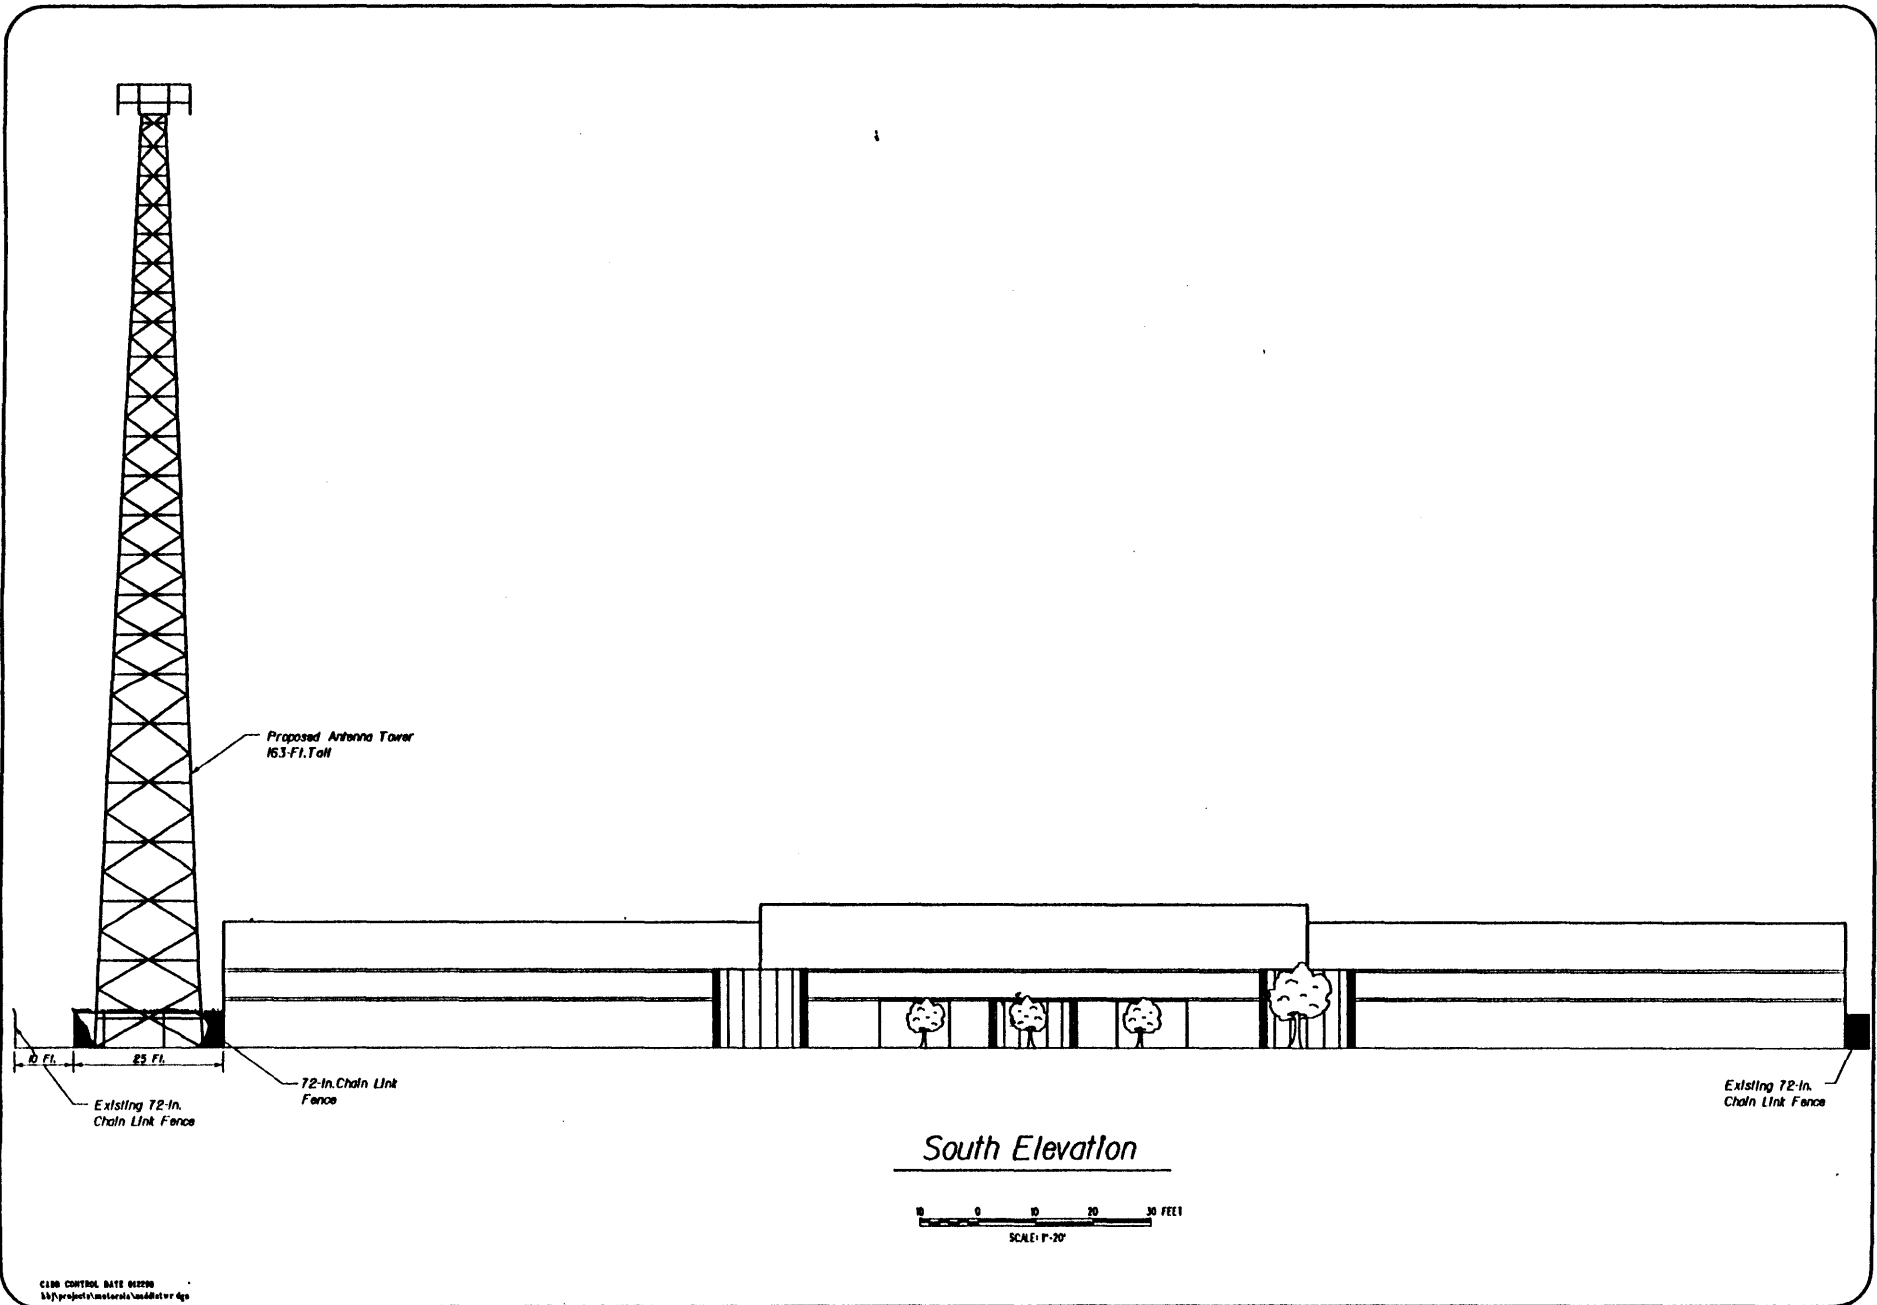 Proposed Antenna Tower
163-Ft. Tall
10 Ft.
25 Ft.
72-In. Chain Link
Fence
Existing 72-In.
Chain Link Fence
Existing 72-In.
Chain Link Fence
South Elevation
10 0 10 20 30 FEET
SCALE: 1"=20'
CADD CONTROL DATE